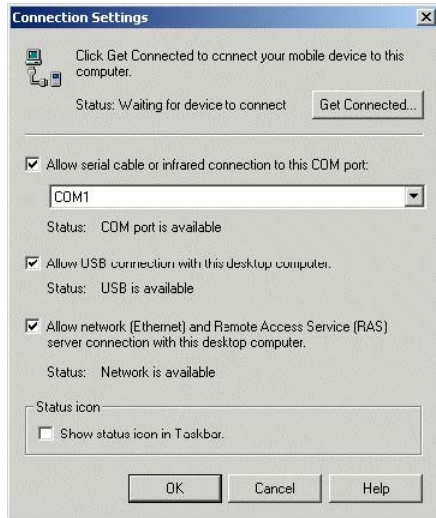 Connection Settings
Click Get Connected to connect your mobile device to this
computer.
Status: Waiting for device to connect
Get Connected...
Allow serial cable or infrared connection to this COM port:
COM1
Status: COM port is available
Allow USB connection with this desktop computer.
Status: USB is available
Allow network (Ethernet) and Remote Access Service (RAS)
server connection with this desktop computer.
Status: Network is available
Status icon
Show status icon in Taskbar.
OK
Cancel
Help